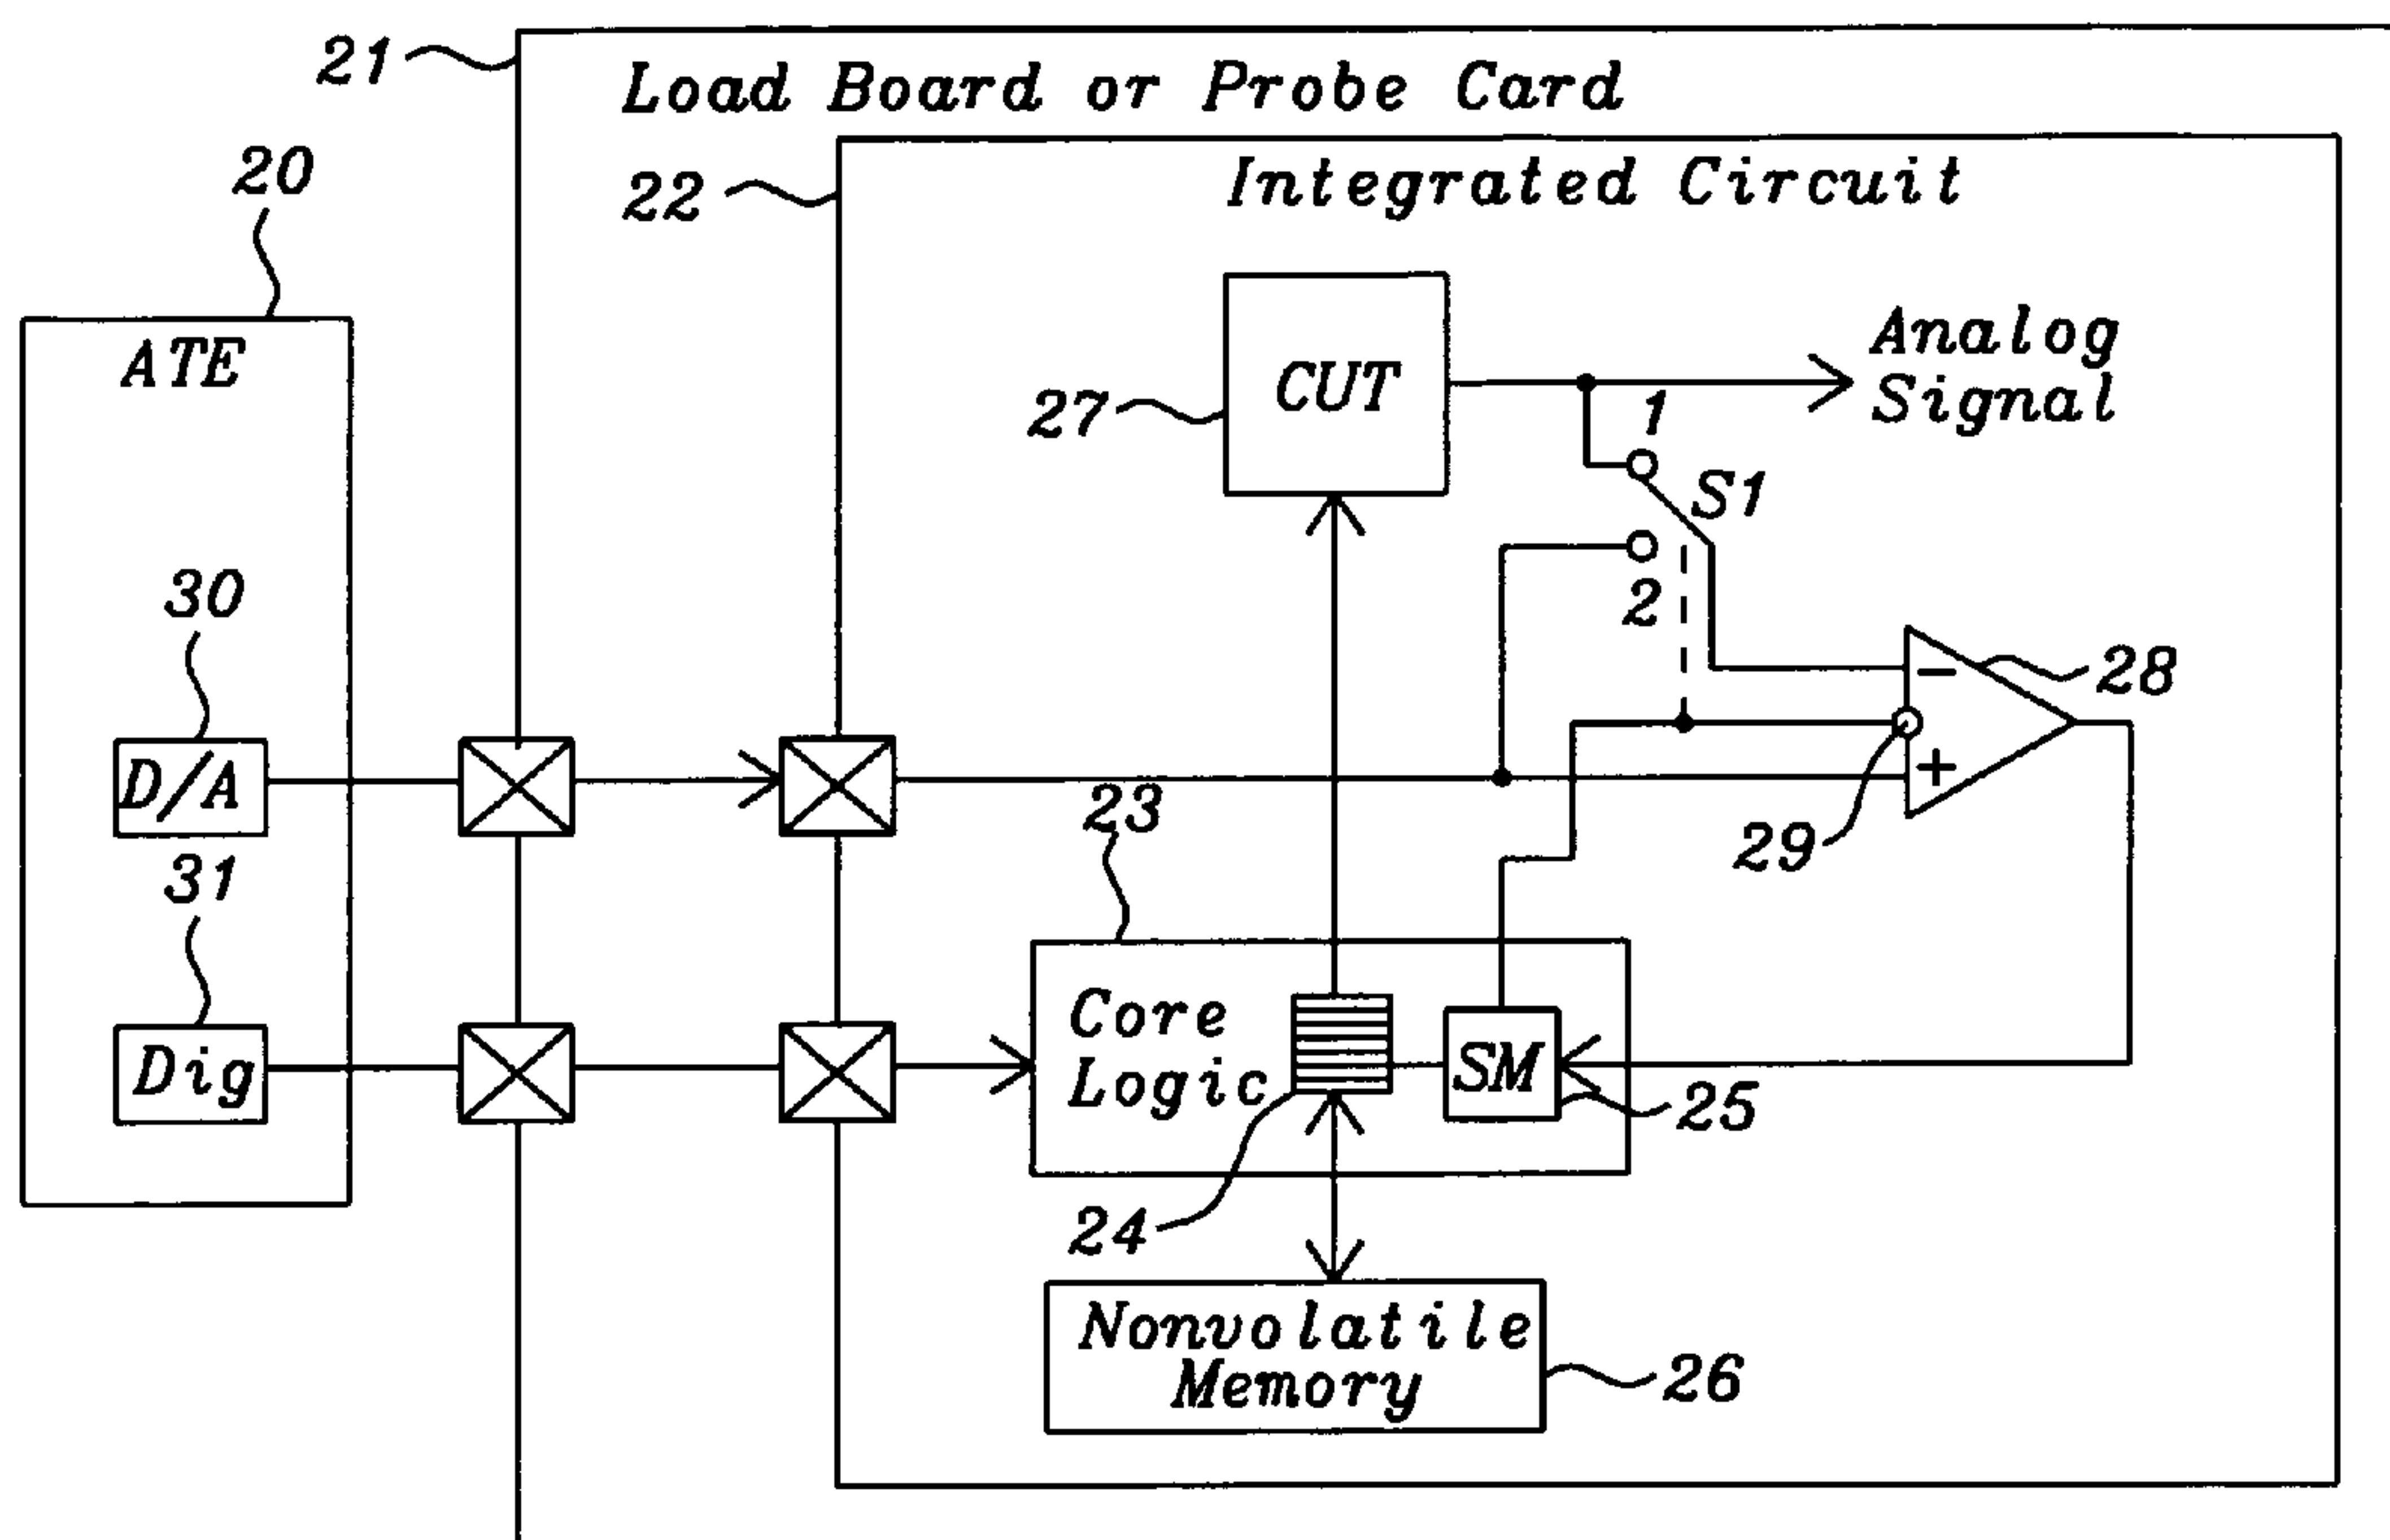 21
Load Board or Probe Card
20
22
Integrated Circuit
ATE
27
CUT
Analog
Signal
1
S1
2
30
D/A
28
-
+
29
23
31
Dig
Core
Logic
SM
25
24
Nonvolatile
Memory
26